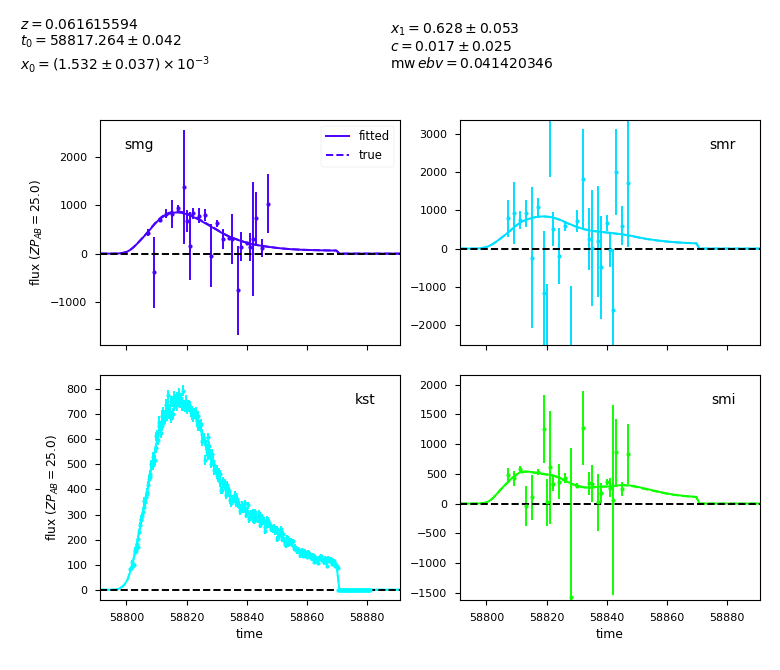 z = 0.061615594
t₀ = 58817.264 ± 0.042
x₀ = (1.532 ± 0.037) × 10⁻³
x₁ = 0.628 ± 0.053
c = 0.017 ± 0.025
mw ebv = 0.041420346
smg
fitted
true
2000
1000
0
−1000
flux (ZP_AB = 25.0)
smr
3000
2000
1000
0
−1000
−2000
kst
800
700
600
500
400
300
200
100
0
flux (ZP_AB = 25.0)
58800 58820 58840 58860 58880
time
smi
2000
1500
1000
500
0
−500
−1000
−1500
58800 58820 58840 58860 58880
time